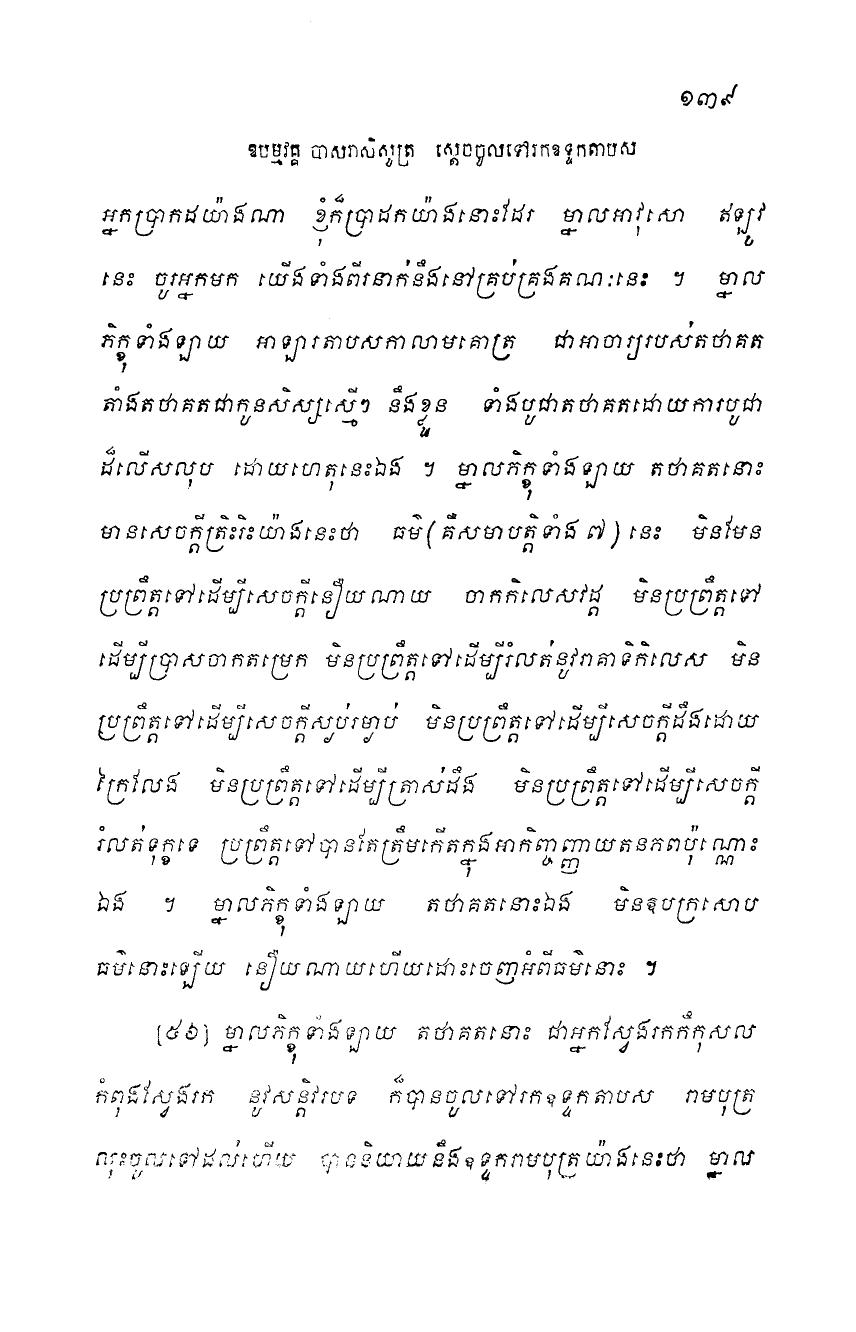 ១៣៩
ឱបម្មវគ្គ បាសរាសិសូត្រ ស្តេចចូលទៅរកឧទ្ទកតាបស
អ្នកប្រាកដយ៉ាងណា ខ្ញុំក៏ប្រាដកយ៉ាងនោះដែរ ម្នាលអាវុសោ ឥឡូវ
នេះ ចូរអ្នកមក យើងទាំងពីរនាក់នឹងនៅគ្រប់គ្រងគណៈនេះ ។ ម្នាល
ភិក្ខុទាំងឡាយ អាឡារតាបសកាលាមគោត្រ ជាអាចារ្យរបស់តថាគត
តាំងតថាគតជាកូនសិស្សស្មើៗ នឹងខ្លួន ទាំងបូជាតថាគតដោយការបូជា
ដ៏លើសលុប ដោយហេតុនេះឯង ។ ម្នាលភិក្ខុទាំងឡាយ តថាគតនោះ
មានសេចក្តីត្រិះរិះយ៉ាងនេះថា ធម៌ (គឺសមាបត្តិទាំង ៧) នេះ មិនមែន
ប្រព្រឹត្តទៅដើម្បីសេចក្តីនឿយណាយ ចាកកិលេសវដ្ត មិនប្រព្រឹត្តទៅ
ដើម្បីប្រាសចាកតម្រេក មិនប្រព្រឹត្តទៅដើម្បីរំលត់នូវរាគាទិកិលេស មិន
ប្រព្រឹត្តទៅដើម្បីសេចក្តីស្ងប់រម្ងាប់ មិនប្រព្រឹត្តទៅដើម្បីសេចក្តីដឹងដោយ
ក្រៃលែង មិនប្រព្រឹត្តទៅដើម្បីត្រាស់ដឹង មិនប្រព្រឹត្តទៅដើម្បីសេចក្តី
រំលត់ទុក្ខទេ ប្រព្រឹត្តទៅបានតែត្រឹមកើតក្នុងអាកិញ្ចញ្ញាយតនភពប៉ុណ្ណោះ
ឯង ។ ម្នាលភិក្ខុទាំងឡាយ តថាគតនោះឯង មិនឧបក្រសោប
ធម៌នោះឡើយ នឿយណាយហើយដោះចេញអំពីធម៌នោះ ។
[៤៦] ម្នាលភិក្ខុទាំងឡាយ តថាគតនោះ ជាអ្នកស្វែងរកក៏កុសល
កំពុងស្វែងរក នូវសន្តិវរបទ ក៏បានចូលទៅរកឧទ្ទកតាបស រាមបុត្រ
លុះចូលទៅដល់ហើយ បាននិយាយនឹងឧទ្ទករាមបុត្រយ៉ាងនេះថា ម្នាល